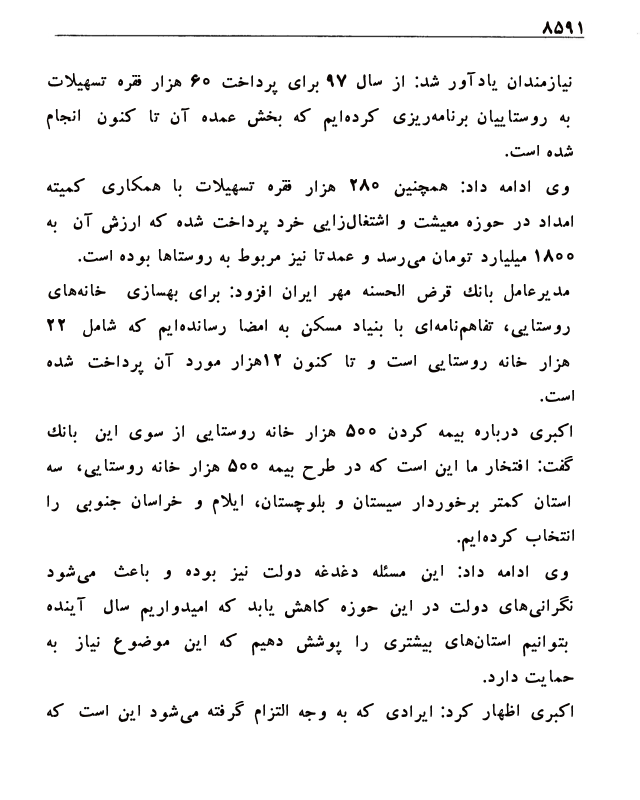 ۸۵۹۱
نیازمندان یادآور شد: از سال ۹۷ برای پرداخت ۶۰ هزار فقره تسهیلات
به روستاییان برنامه‌ریزی کرده‌ایم که بخش عمده آن تا کنون انجام
شده است.
وی ادامه داد: همچنین ۲۸۰ هزار فقره تسهیلات با همکاری کمیته
امداد در حوزه معیشت و اشتغال‌زایی خرد پرداخت شده که ارزش آن به
۱۸۰۰ میلیارد تومان می‌رسد و عمدتا نیز مربوط به روستاها بوده است.
مدیرعامل بانك قرض الحسنه مهر ایران افزود: برای بهسازی خانه‌های
روستایی، تفاهم‌نامه‌ای با بنیاد مسکن به امضا رسانده‌ایم که شامل ۲۲
هزار خانه روستایی است و تا کنون ۱۲هزار مورد آن پرداخت شده
است.
اکبری درباره بیمه کردن ۵۰۰ هزار خانه روستایی از سوی این بانك
گفت: افتخار ما این است که در طرح بیمه ۵۰۰ هزار خانه روستایی، سه
استان کمتر برخوردار سیستان و بلوچستان، ایلام و خراسان جنوبی را
انتخاب کرده‌ایم.
وی ادامه داد: این مسئله دغدغه دولت نیز بوده و باعث می‌شود
نگرانی‌های دولت در این حوزه کاهش یابد که امیدواریم سال آینده
بتوانیم استان‌های بیشتری را پوشش دهیم که این موضوع نیاز به
حمایت دارد.
اکبری اظهار کرد: ایرادی که به وجه التزام گرفته می‌شود این است که